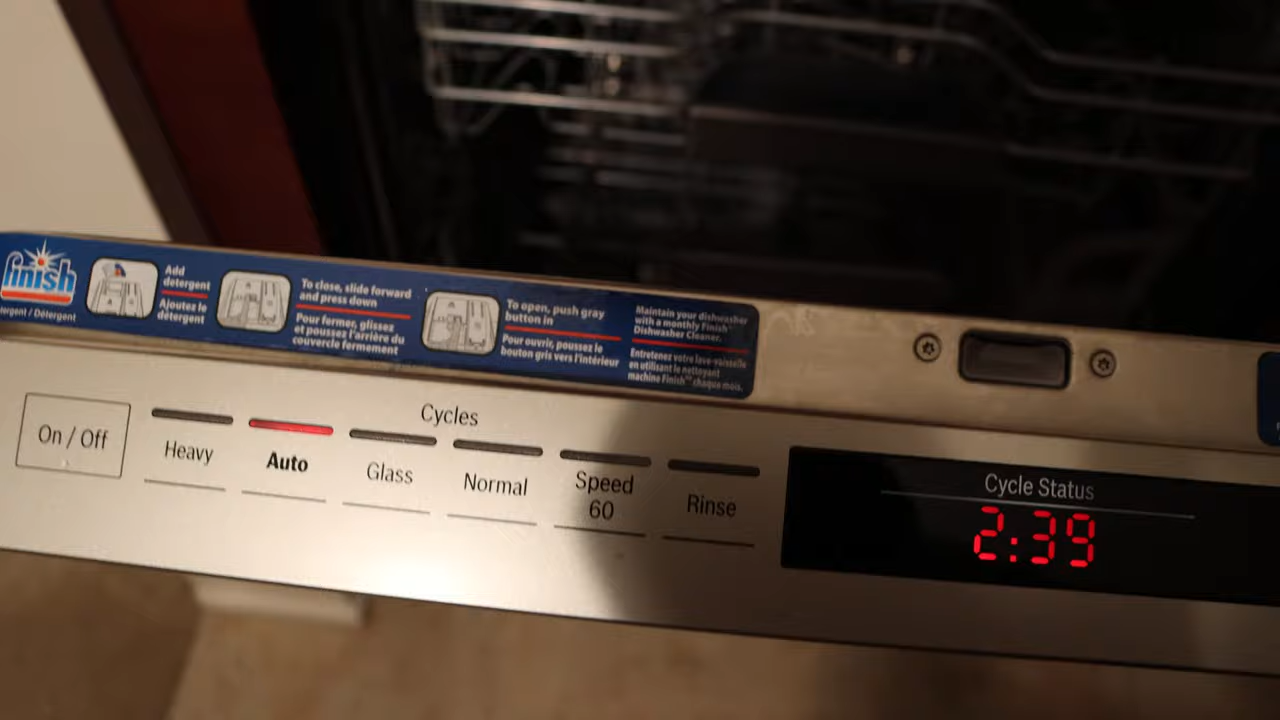 finish
Add
detergent
Ajoutez le
détergent
To close, slide forward
and press down
Pour fermer, glissez
et poussez l'arrière du
couvercle fermement
To open, push gray
button in
Pour ouvrir, poussez le
bouton gris vers l'intérieur
Maintain your dishwasher
with a monthly Finish
Dishwasher Cleaner.
Entretenez votre lave-vaisselle
en utilisant le nettoyant
machine Finish chaque mois.
/ Détergent
On / Off
Cycles
Heavy
Auto
Glass
Normal
Speed
60
Rinse
Cycle Status
2:39